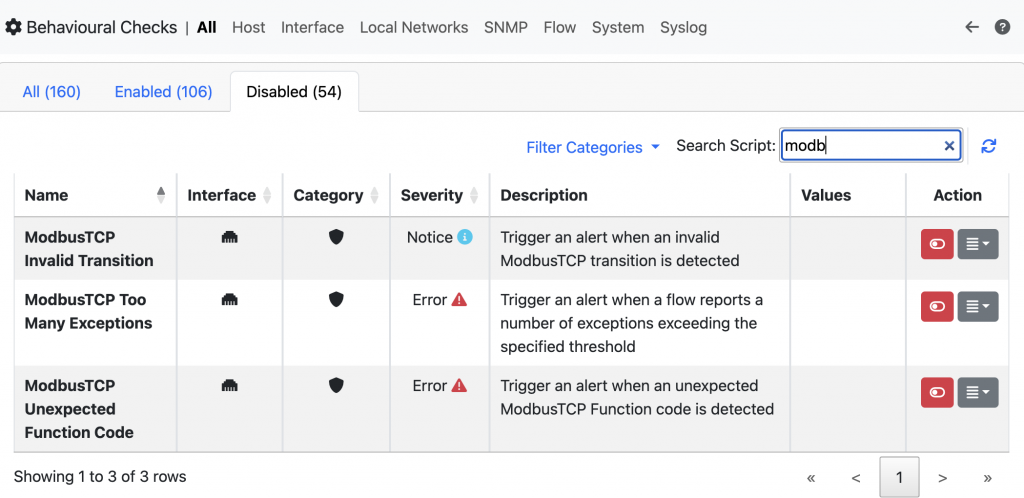 Behavioural Checks | All Host Interface Local Networks SNMP Flow System Syslog
All (160) Enabled (106) Disabled (54)
Filter Categories Search Script: modb
Name Interface Category Severity Description Values Action
ModbusTCP Notice Trigger an alert when an invalid
Invalid Transition ModbusTCP transition is detected
ModbusTCP Too Error Trigger an alert when a flow reports a
Many Exceptions number of exceptions exceeding the
specified threshold
ModbusTCP Error Trigger an alert when an unexpected
Unexpected ModbusTCP Function code is detected
Function Code
Showing 1 to 3 of 3 rows « < 1 > »